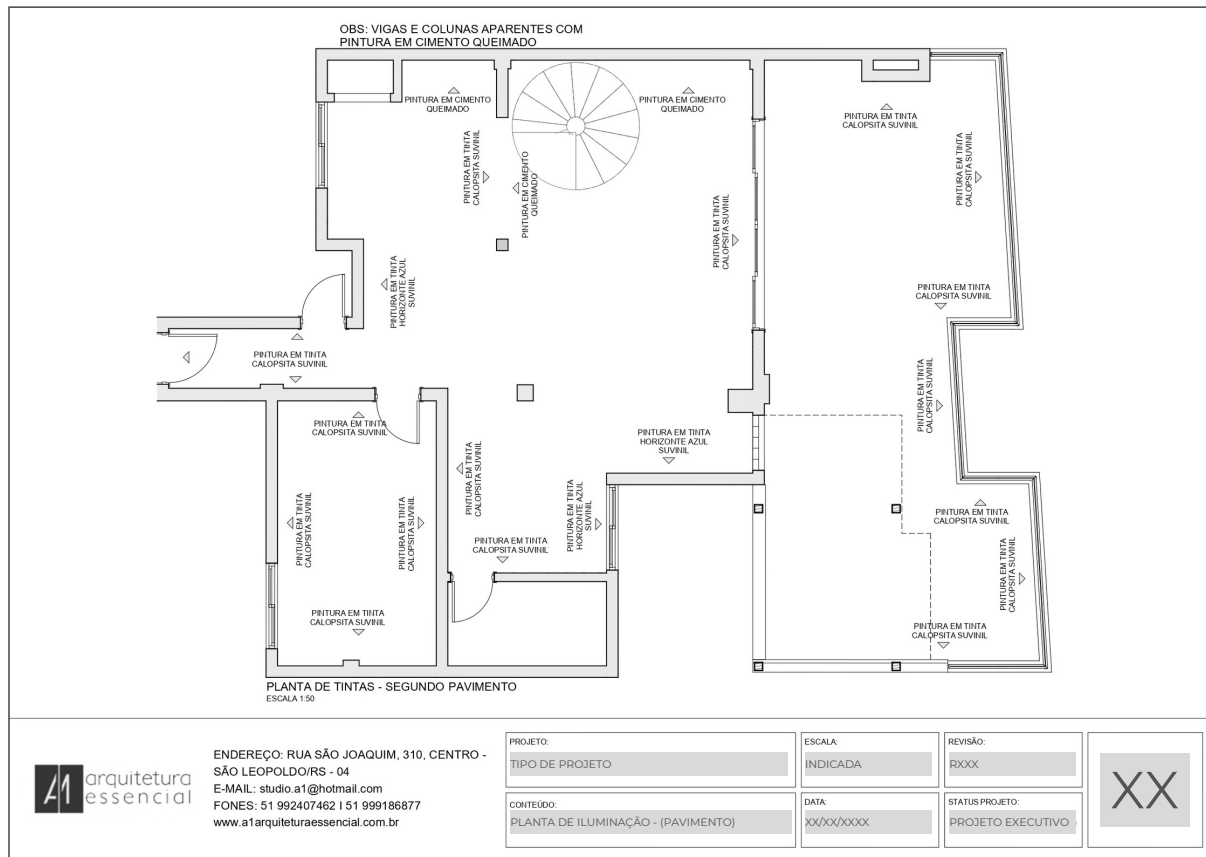 OBS: VIGAS E COLUNAS APARENTES COM
PINTURA EM CIMENTO QUEIMADO
PINTURA EM CIMENTO
QUEIMADO
PINTURA EM CIMENTO
QUEIMADO
PINTURA EM TINTA
CALOPSITA SUVINIL
PINTURA EM TINTA
CALOPSITA SUVINIL
PINTURA EM CIMENTO
QUEIMADO
PINTURA EM TINTA
CALOPSITA SUVINIL
PINTURA EM TINTA
CALOPSITA SUVINIL
PINTURA EM TINTA
HORIZONTE AZUL
SUVINIL
PINTURA EM TINTA
CALOPSITA SUVINIL
PINTURA EM TINTA
CALOPSITA SUVINIL
PINTURA EM TINTA
CALOPSITA SUVINIL
PINTURA EM TINTA
CALOPSITA SUVINIL
PINTURA EM TINTA
HORIZONTE AZUL
SUVINIL
PINTURA EM TINTA
CALOPSITA SUVINIL
PINTURA EM TINTA
CALOPSITA SUVINIL
PINTURA EM TINTA
CALOPSITA SUVINIL
PINTURA EM TINTA
HORIZONTE AZUL
SUVINIL
PINTURA EM TINTA
CALOPSITA SUVINIL
PINTURA EM TINTA
CALOPSITA SUVINIL
PINTURA EM TINTA
CALOPSITA SUVINIL
PINTURA EM TINTA
CALOPSITA SUVINIL
PINTURA EM TINTA
CALOPSITA SUVINIL
PLANTA DE TINTAS - SEGUNDO PAVIMENTO
ESCALA 1:50
A1 arquitetura
essencial
ENDEREÇO: RUA SÃO JOAQUIM, 310, CENTRO -
SÃO LEOPOLDO/RS - 04
E-MAIL: studio.a1@hotmail.com
FONES: 51 992407462 I 51 999186877
www.a1arquiteturaessencial.com.br
PROJETO:
TIPO DE PROJETO
ESCALA:
INDICADA
REVISÃO:
RXXX
CONTEÚDO:
PLANTA DE ILUMINAÇÃO - (PAVIMENTO)
DATA:
XX/XX/XXXX
STATUS PROJETO:
PROJETO EXECUTIVO
XX